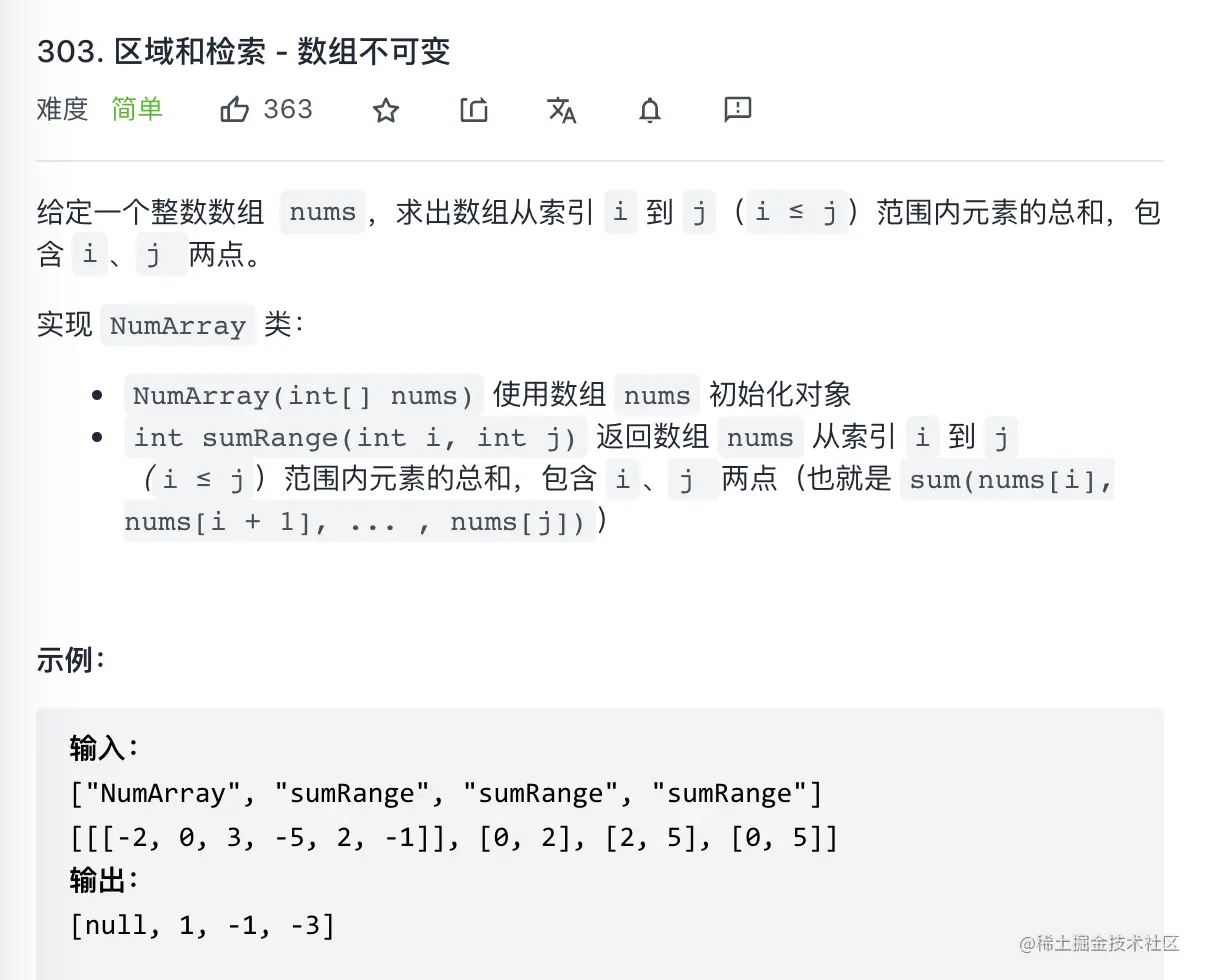 303. 区域和检索 - 数组不可变
难度 简单 363
给定一个整数数组 nums，求出数组从索引 i 到 j（i ≤ j）范围内元素的总和，包
含 i、j 两点。
实现 NumArray 类：
NumArray(int[] nums) 使用数组 nums 初始化对象
int sumRange(int i, int j) 返回数组 nums 从索引 i 到 j
（i ≤ j）范围内元素的总和，包含 i、j 两点（也就是 sum(nums[i],
nums[i + 1], ... , nums[j])）
示例：
输入：
["NumArray", "sumRange", "sumRange", "sumRange"]
[[[-2, 0, 3, -5, 2, -1]], [0, 2], [2, 5], [0, 5]]
输出：
[null, 1, -1, -3]
@稀土掘金技术社区